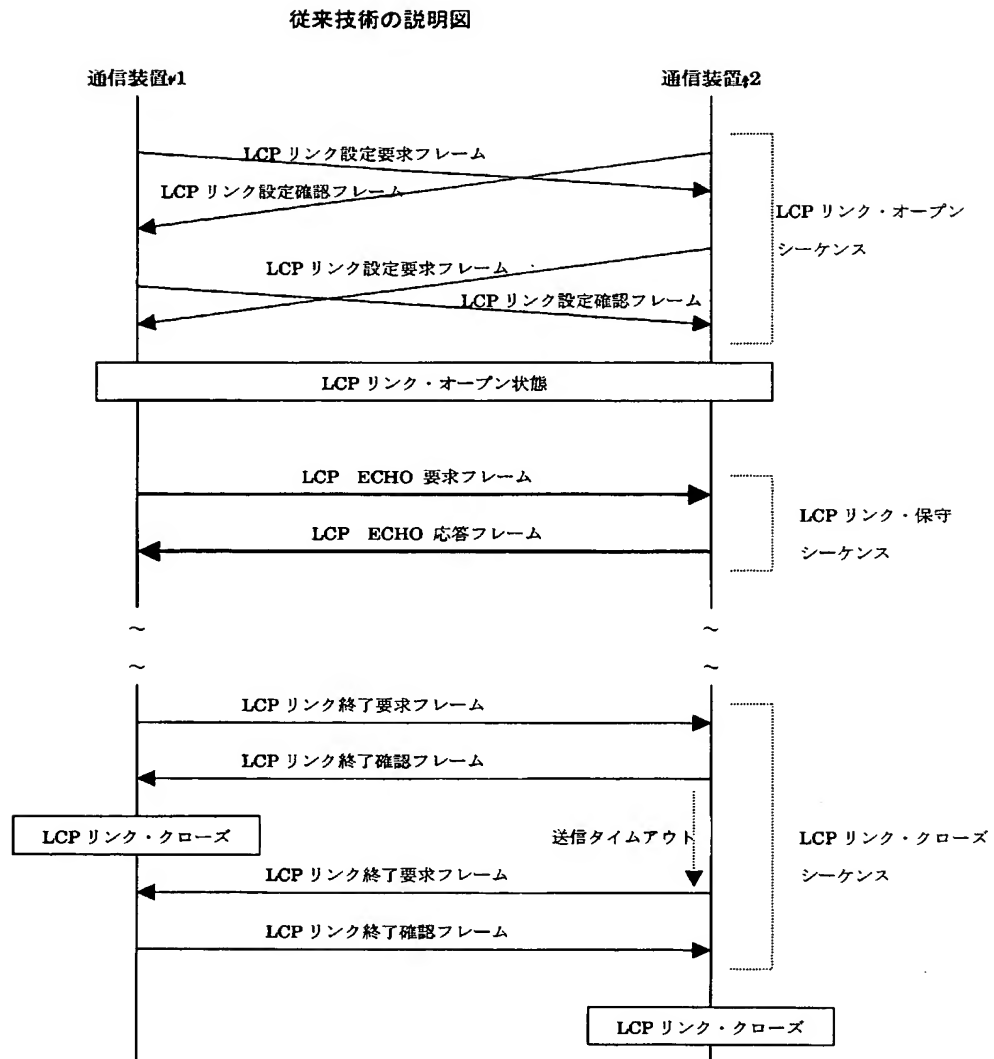 従来技術の説明図
通信装置#1
通信装置#2
LCP リンク設定要求フレーム
LCP リンク設定確認フレーム
LCP リンク・オープン
シーケンス
LCP リンク設定要求フレーム
LCP リンク設定確認フレーム
LCP リンク・オープン状態
LCP ECHO 要求フレーム
LCP ECHO 応答フレーム
LCP リンク・保守
シーケンス
～
～
～
～
LCP リンク終了要求フレーム
LCP リンク終了確認フレーム
LCP リンク・クローズ
送信タイムアウト
LCP リンク・クローズ
シーケンス
LCP リンク終了要求フレーム
LCP リンク終了確認フレーム
LCP リンク・クローズ